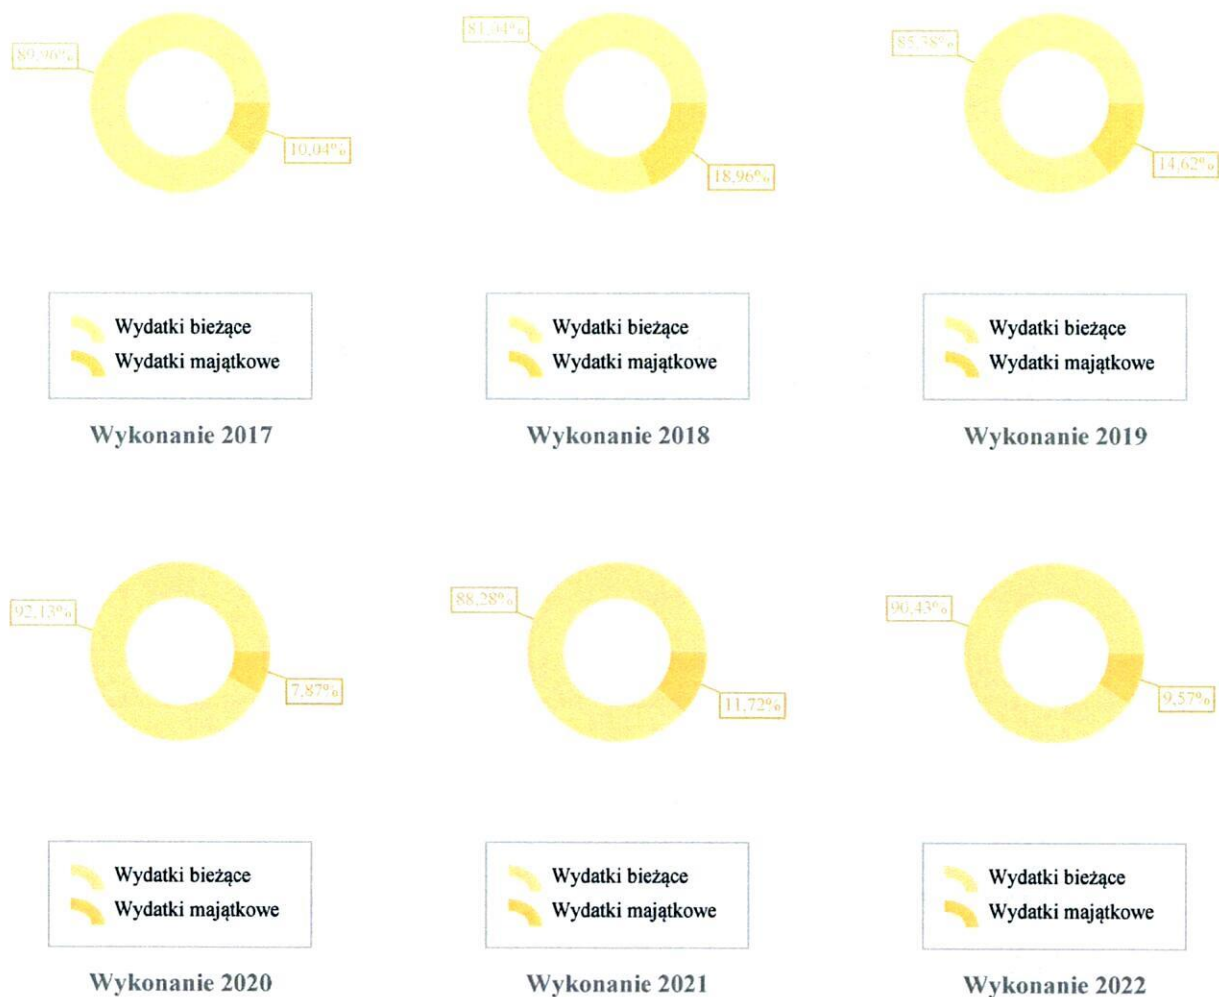 89,96%
10,04%
Wydatki bieżące
Wydatki majątkowe
Wykonanie 2017
81,04%
18,96%
Wydatki bieżące
Wydatki majątkowe
Wykonanie 2018
85,38%
14,62%
Wydatki bieżące
Wydatki majątkowe
Wykonanie 2019
92,13%
7,87%
Wydatki bieżące
Wydatki majątkowe
Wykonanie 2020
88,28%
11,72%
Wydatki bieżące
Wydatki majątkowe
Wykonanie 2021
90,43%
9,57%
Wydatki bieżące
Wydatki majątkowe
Wykonanie 2022